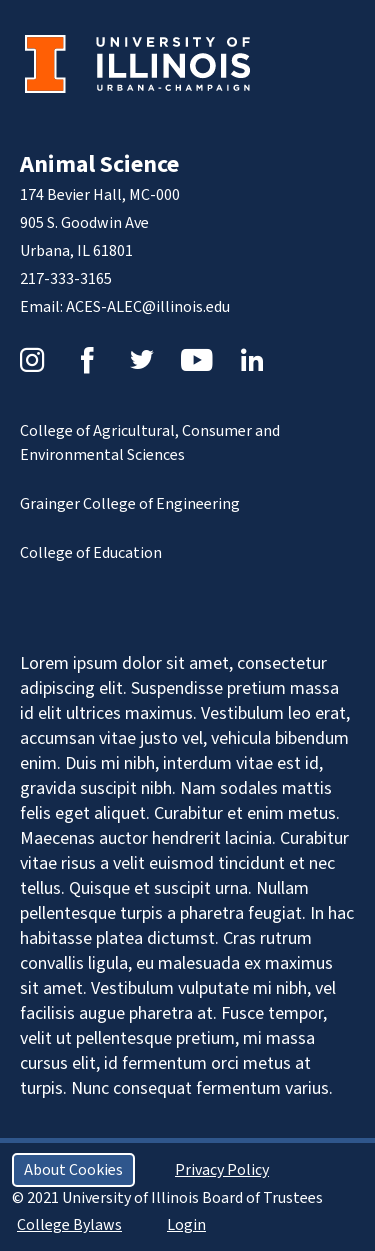 UNIVERSITY OF
ILLINOIS
URBANA-CHAMPAIGN
Animal Science
174 Bevier Hall, MC-000
905 S. Goodwin Ave
Urbana, IL 61801
217-333-3165
Email: ACES-ALEC@illinois.edu
College of Agricultural, Consumer and
Environmental Sciences
Grainger College of Engineering
College of Education
Lorem ipsum dolor sit amet, consectetur
adipiscing elit. Suspendisse pretium massa
id elit ultrices maximus. Vestibulum leo erat,
accumsan vitae justo vel, vehicula bibendum
enim. Duis mi nibh, interdum vitae est id,
gravida suscipit nibh. Nam sodales mattis
felis eget aliquet. Curabitur et enim metus.
Maecenas auctor hendrerit lacinia. Curabitur
vitae risus a velit euismod tincidunt et nec
tellus. Quisque et suscipit urna. Nullam
pellentesque turpis a pharetra feugiat. In hac
habitasse platea dictumst. Cras rutrum
convallis ligula, eu malesuada ex maximus
sit amet. Vestibulum vulputate mi nibh, vel
facilisis augue pharetra at. Fusce tempor,
velit ut pellentesque pretium, mi massa
cursus elit, id fermentum orci metus at
turpis. Nunc consequat fermentum varius.
About Cookies Privacy Policy
© 2021 University of Illinois Board of Trustees
College Bylaws Login